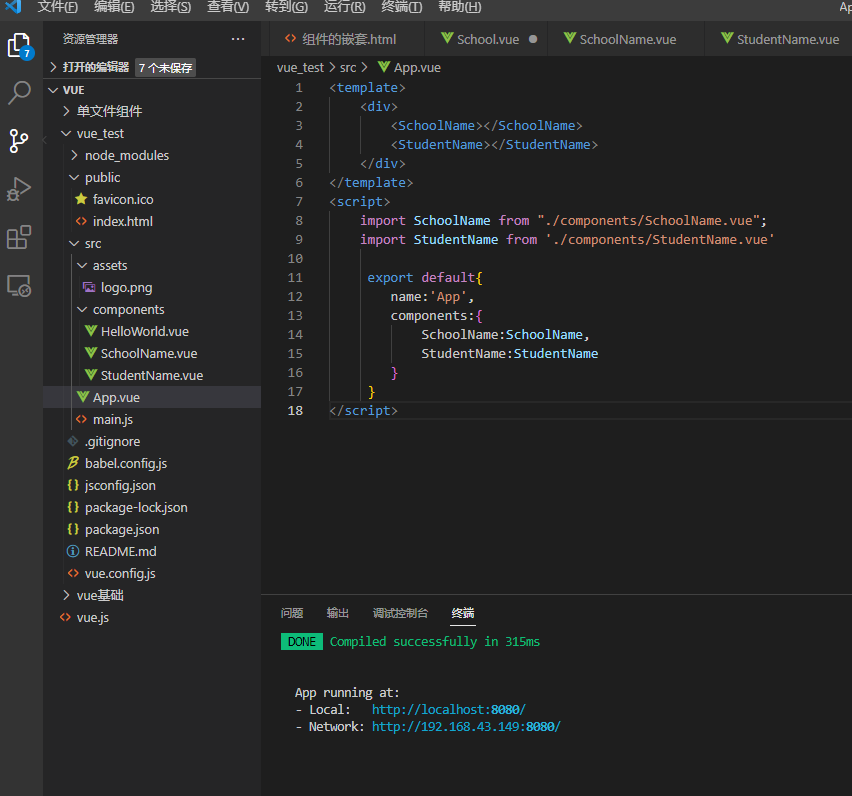 文件(F) 编辑(E) 选择(S) 查看(V) 转到(G) 运行(R) 终端(T) 帮助(H) Ap
资源管理器 ···
打开的编辑器 7 个未保存
VUE
单文件组件
vue_test
node_modules
public
favicon.ico
index.html
src
assets
logo.png
components
HelloWorld.vue
SchoolName.vue
StudentName.vue
App.vue
main.js
.gitignore
babel.config.js
jsconfig.json
package-lock.json
package.json
README.md
vue.config.js
vue基础
vue.js
7
组件的嵌套.html School.vue SchoolName.vue StudentName.vue
vue_test > src > App.vue
1 <template>
2 <div>
3 <SchoolName></SchoolName>
4 <StudentName></StudentName>
5 </div>
6 </template>
7 <script>
8 import SchoolName from "./components/SchoolName.vue";
9 import StudentName from './components/StudentName.vue'
10
11 export default{
12 name:'App',
13 components:{
14 SchoolName:SchoolName,
15 StudentName:StudentName
16 }
17 }
18 </script>
问题 输出 调试控制台 终端
DONE Compiled successfully in 315ms
App running at:
- Local: http://localhost:8080/
- Network: http://192.168.43.149:8080/